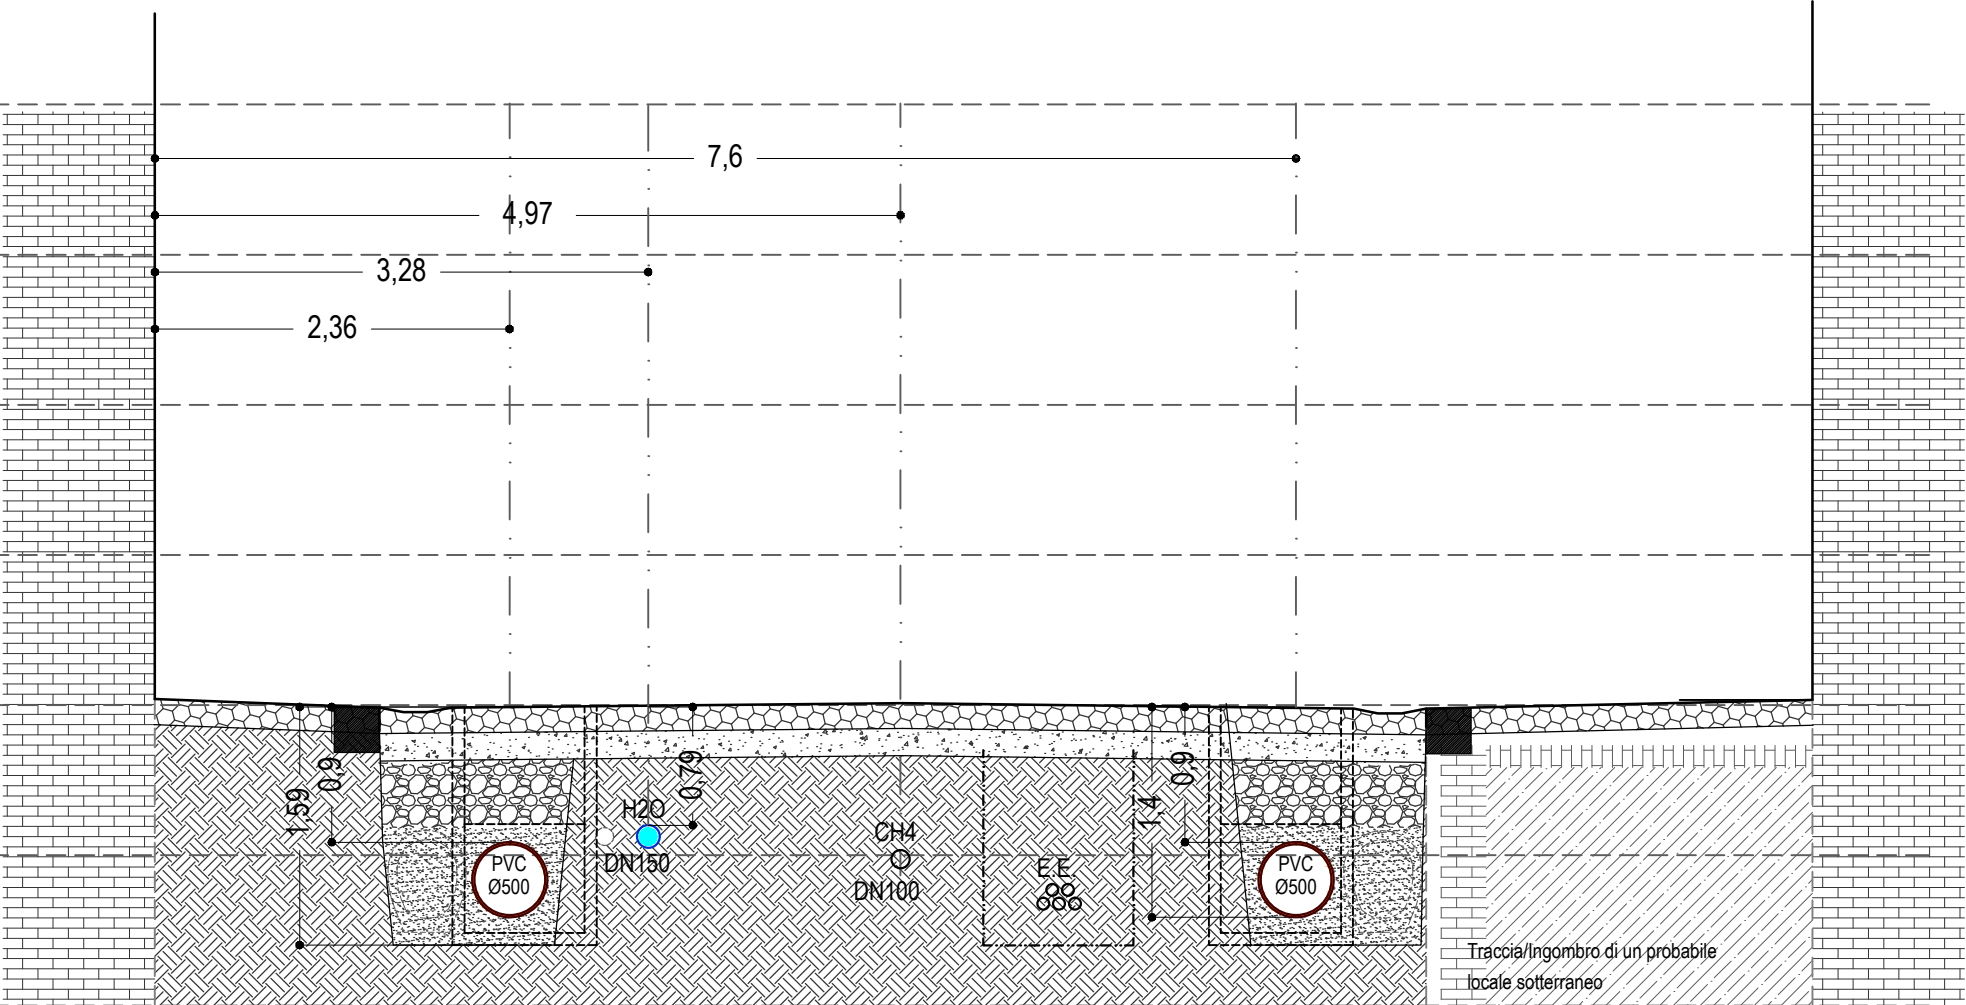 7,6
4,97
3,28
2,36
1,59
0,9
H2O
DN150
0,79
CH4
DN100
E.E.
1,4
0,9
PVC
Ø500
PVC
Ø500
Traccia/Ingombro di un probabile
locale sotterraneo